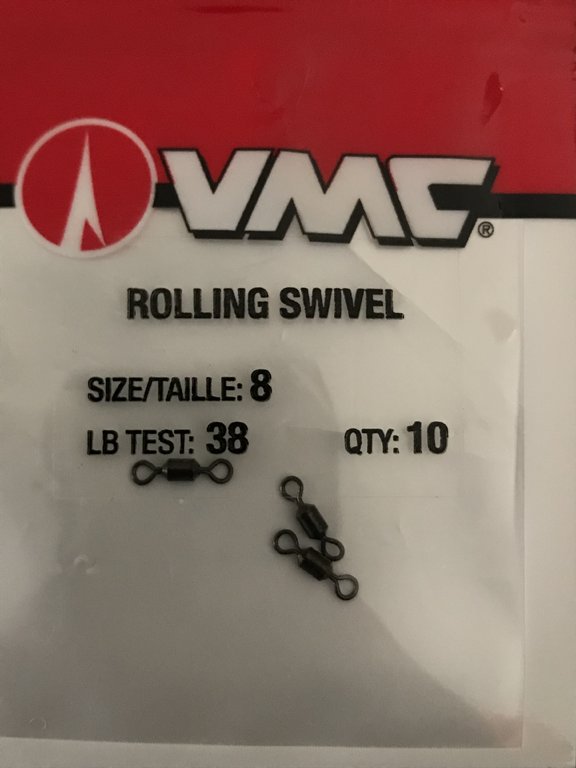 VMC®
ROLLING SWIVEL
SIZE/TAILLE: 8
LB TEST: 38 QTY: 10